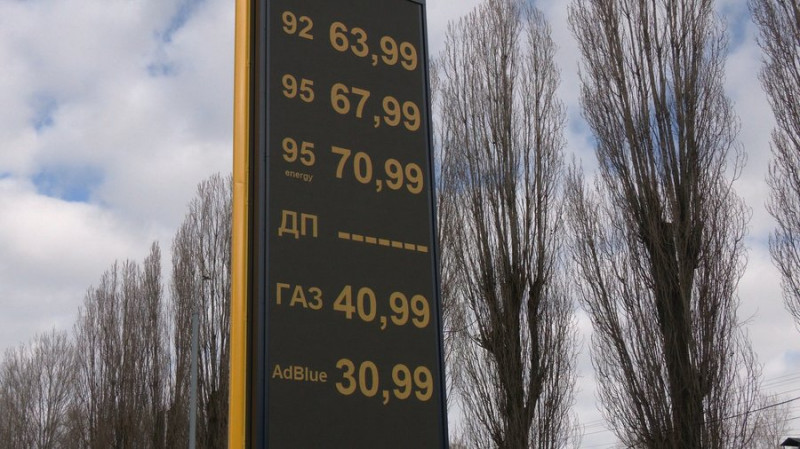 92 63,99
95 67,99
95 70,99
energy
ДП -------
ГАЗ 40,99
AdBlue 30,99